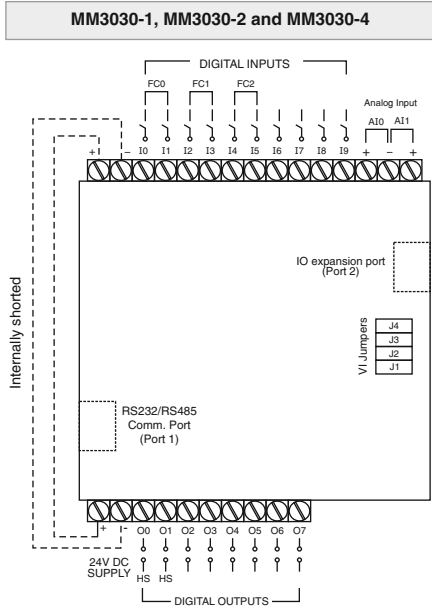 MM3030-1, MM3030-2 and MM3030-4
DIGITAL INPUTS
FC0 FC1 FC2
Analog Input
AI0 AI1
+ – I0 I1 I2 I3 I4 I5 I6 I7 I8 I9 + – +
IO expansion port
(Port 2)
Internally shorted
VI Jumpers
J4
J3
J2
J1
RS232/RS485
Comm. Port
(Port 1)
+ - O0 O1 O2 O3 O4 O5 O6 O7
24V DC
SUPPLY
HS HS
DIGITAL OUTPUTS